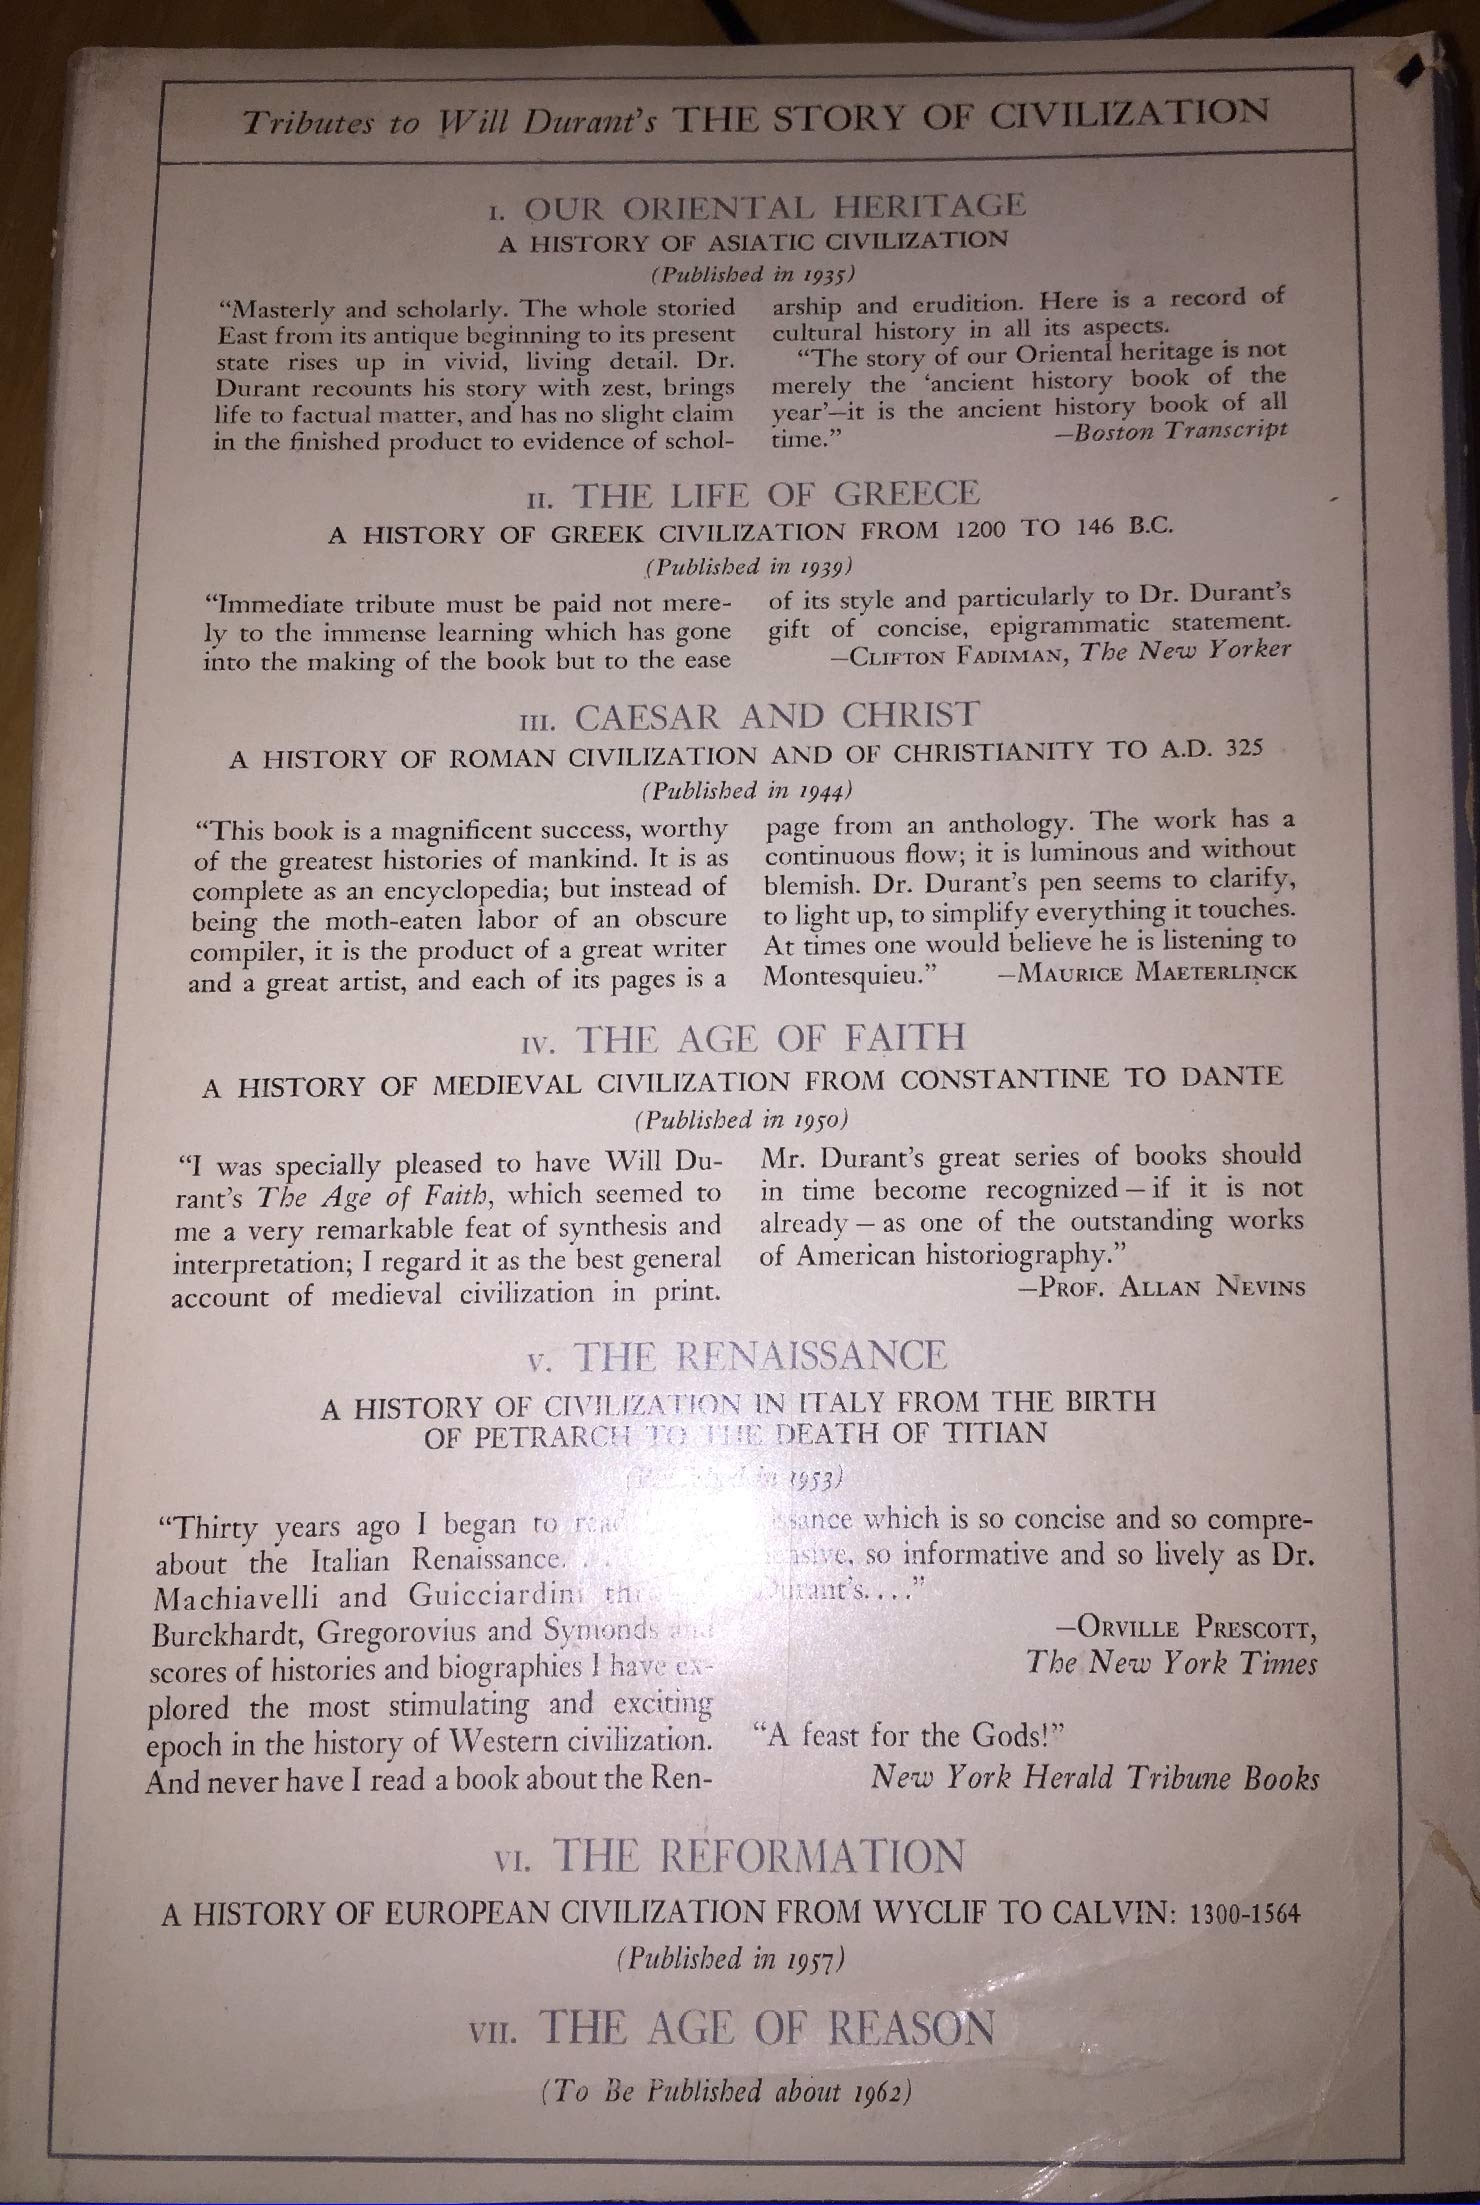 Tributes to Will Durant's THE STORY OF CIVILIZATION
I. OUR ORIENTAL HERITAGE
A HISTORY OF ASIATIC CIVILIZATION
(Published in 1935)
“Masterly and scholarly. The whole storied
East from its antique beginning to its present
state rises up in vivid, living detail. Dr.
Durant recounts his story with zest, brings
life to factual matter, and has no slight claim
in the finished product to evidence of schol-
arship and erudition. Here is a record of
cultural history in all its aspects.
“The story of our Oriental heritage is not
merely the ‘ancient history book of the
year’—it is the ancient history book of all
time.” —Boston Transcript
II. THE LIFE OF GREECE
A HISTORY OF GREEK CIVILIZATION FROM 1200 TO 146 B.C.
(Published in 1939)
“Immediate tribute must be paid not mere-
ly to the immense learning which has gone
into the making of the book but to the ease
of its style and particularly to Dr. Durant's
gift of concise, epigrammatic statement.
—CLIFTON FADIMAN, The New Yorker
III. CAESAR AND CHRIST
A HISTORY OF ROMAN CIVILIZATION AND OF CHRISTIANITY TO A.D. 325
(Published in 1944)
“This book is a magnificent success, worthy
of the greatest histories of mankind. It is as
complete as an encyclopedia; but instead of
being the moth-eaten labor of an obscure
compiler, it is the product of a great writer
and a great artist, and each of its pages is a
page from an anthology. The work has a
continuous flow; it is luminous and without
blemish. Dr. Durant's pen seems to clarify,
to light up, to simplify everything it touches.
At times one would believe he is listening to
Montesquieu.” —MAURICE MAETERLINCK
IV. THE AGE OF FAITH
A HISTORY OF MEDIEVAL CIVILIZATION FROM CONSTANTINE TO DANTE
(Published in 1950)
“I was specially pleased to have Will Du-
rant's The Age of Faith, which seemed to
me a very remarkable feat of synthesis and
interpretation; I regard it as the best general
account of medieval civilization in print.
Mr. Durant's great series of books should
in time become recognized — if it is not
already — as one of the outstanding works
of American historiography.”
—PROF. ALLAN NEVINS
V. THE RENAISSANCE
A HISTORY OF CIVILIZATION IN ITALY FROM THE BIRTH
OF PETRARCH TO THE DEATH OF TITIAN
(Published in 1953)
“Thirty years ago I began to read
about the Italian Renaissance. . .
Machiavelli and Guicciardini
Burckhardt, Gregorovius and Symonds and
scores of histories and biographies I have ex-
plored the most stimulating and exciting
epoch in the history of Western civilization.
And never have I read a book about the Ren-
aissance which is so concise and so compre-
hensive, so informative and so lively as Dr.
Durant's. . . .”
—ORVILLE PRESCOTT,
The New York Times
“A feast for the Gods!”
New York Herald Tribune Books
VI. THE REFORMATION
A HISTORY OF EUROPEAN CIVILIZATION FROM WYCLIF TO CALVIN: 1300-1564
(Published in 1957)
VII. THE AGE OF REASON
(To Be Published about 1962)